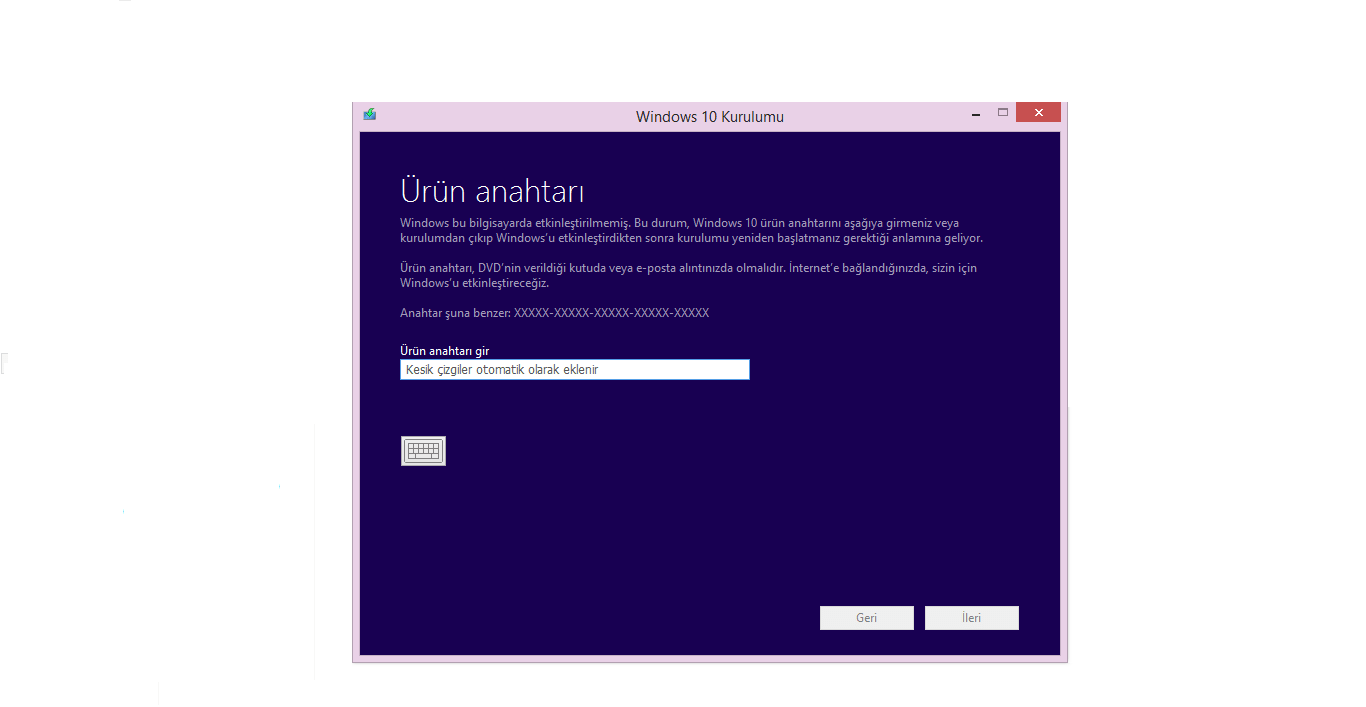 Windows 10 Kurulumu
Ürün anahtarı
Windows bu bilgisayarda etkinleştirilmemiş. Bu durum, Windows 10 ürün anahtarını aşağıya girmeniz veya
kurulumdan çıkıp Windows'u etkinleştirdikten sonra kurulumu yeniden başlatmanız gerektiği anlamına geliyor.
Ürün anahtarı, DVD'nin verildiği kutuda veya e-posta alıntınızda olmalıdır. İnternet'e bağlandığınızda, sizin için
Windows'u etkinleştireceğiz.
Anahtar şuna benzer: XXXXX-XXXXX-XXXXX-XXXXX-XXXXX
Ürün anahtarı gir
Kesik çizgiler otomatik olarak eklenir
Geri
İleri